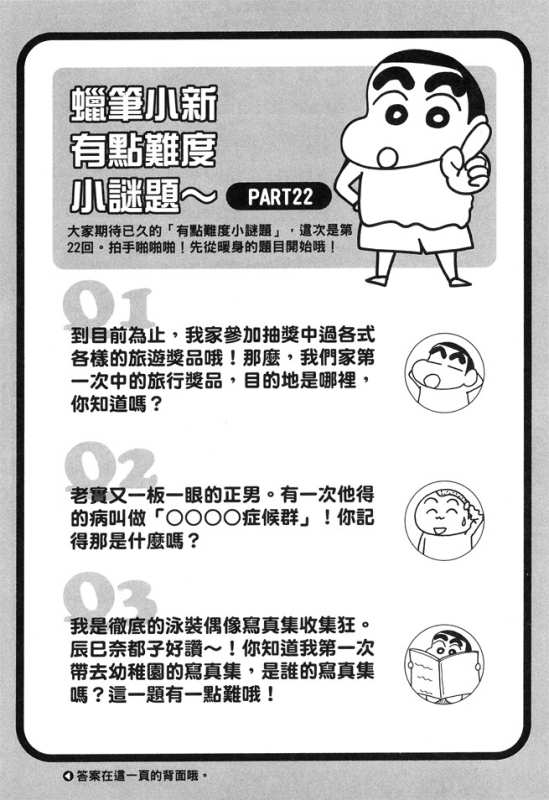 蠟筆小新
有點難度
小謎題～ PART22
大家期待已久的「有點難度小謎題」，這次是第
22回。拍手啪啪啪！先從暖身的題目開始哦！
01
到目前為止，我家參加抽獎中過各式
各樣的旅遊獎品哦！那麼，我們家第
一次中的旅行獎品，目的地是哪裡，
你知道嗎？
02
老實又一板一眼的正男。有一次他得
的病叫做「○○○○症候群」！你記
得那是什麼嗎？
03
我是徹底的泳裝偶像寫真集收集狂。
辰巳奈都子好讚～！你知道我第一次
帶去幼稚園的寫真集，是誰的寫真集
嗎？這一題有一點難哦！
答案在這一頁的背面哦。